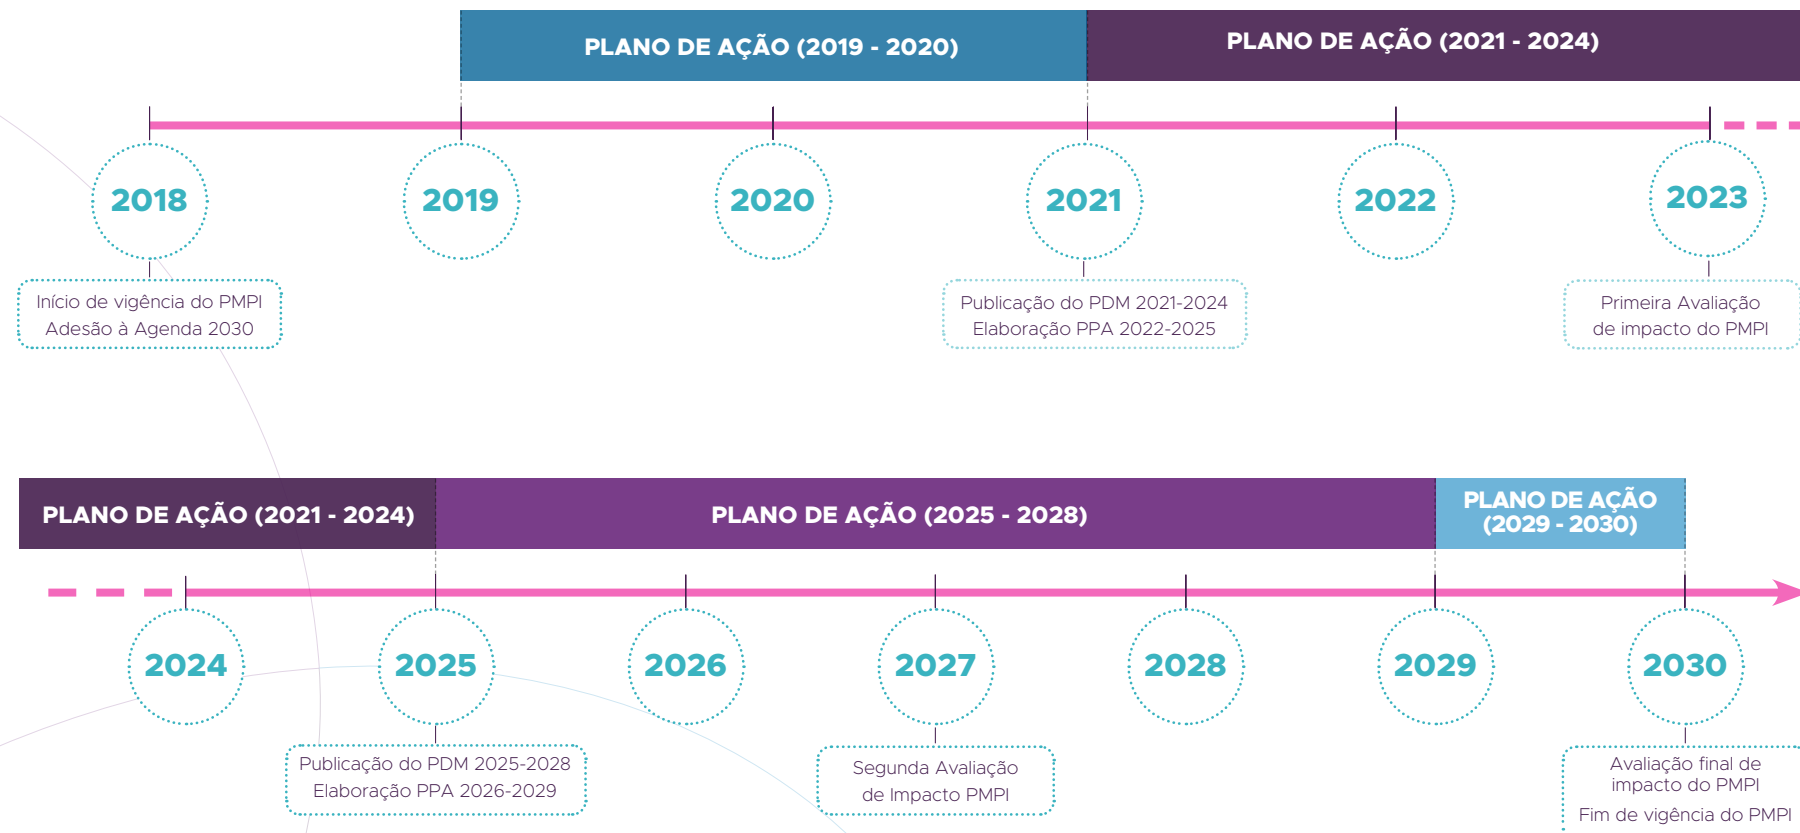 PLANO DE AÇÃO (2019 - 2020)
PLANO DE AÇÃO (2021 - 2024)
2018
2019
2020
2021
2022
2023
Início de vigência do PMPI
Adesão à Agenda 2030
Publicação do PDM 2021-2024
Elaboração PPA 2022-2025
Primeira Avaliação
de impacto do PMPI
PLANO DE AÇÃO (2021 - 2024)
PLANO DE AÇÃO (2025 - 2028)
PLANO DE AÇÃO
(2029 - 2030)
2024
2025
2026
2027
2028
2029
2030
Publicação do PDM 2025-2028
Elaboração PPA 2026-2029
Segunda Avaliação
de Impacto PMPI
Avaliação final de
impacto do PMPI
Fim de vigência do PMPI